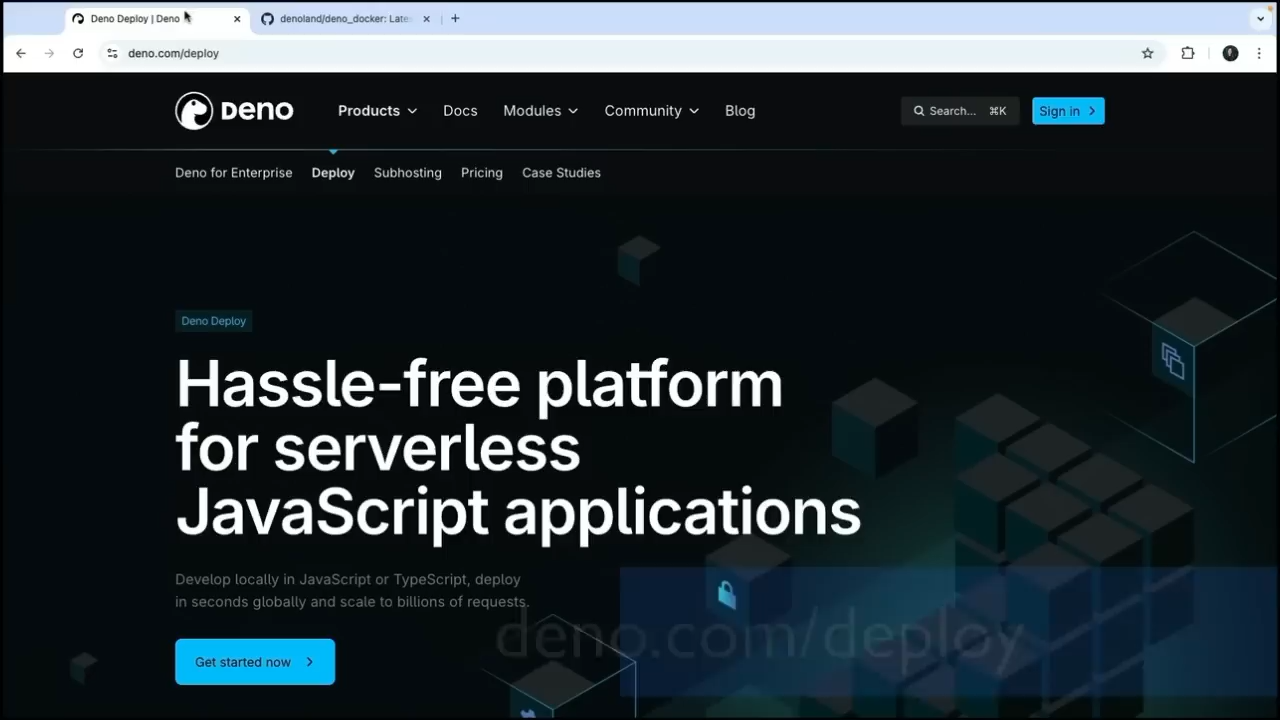 Deno Deploy | Deno
denoland/deno_docker: Late
deno.com/deploy
DENO
Products
Docs
Modules
Community
Blog
Search...
⌘K
Sign in
Deno for Enterprise
Deploy
Subhosting
Pricing
Case Studies
Deno Deploy
Hassle-free platform
for serverless
JavaScript applications
Develop locally in JavaScript or TypeScript, deploy
in seconds globally and scale to billions of requests.
deno.com/deploy
Get started now